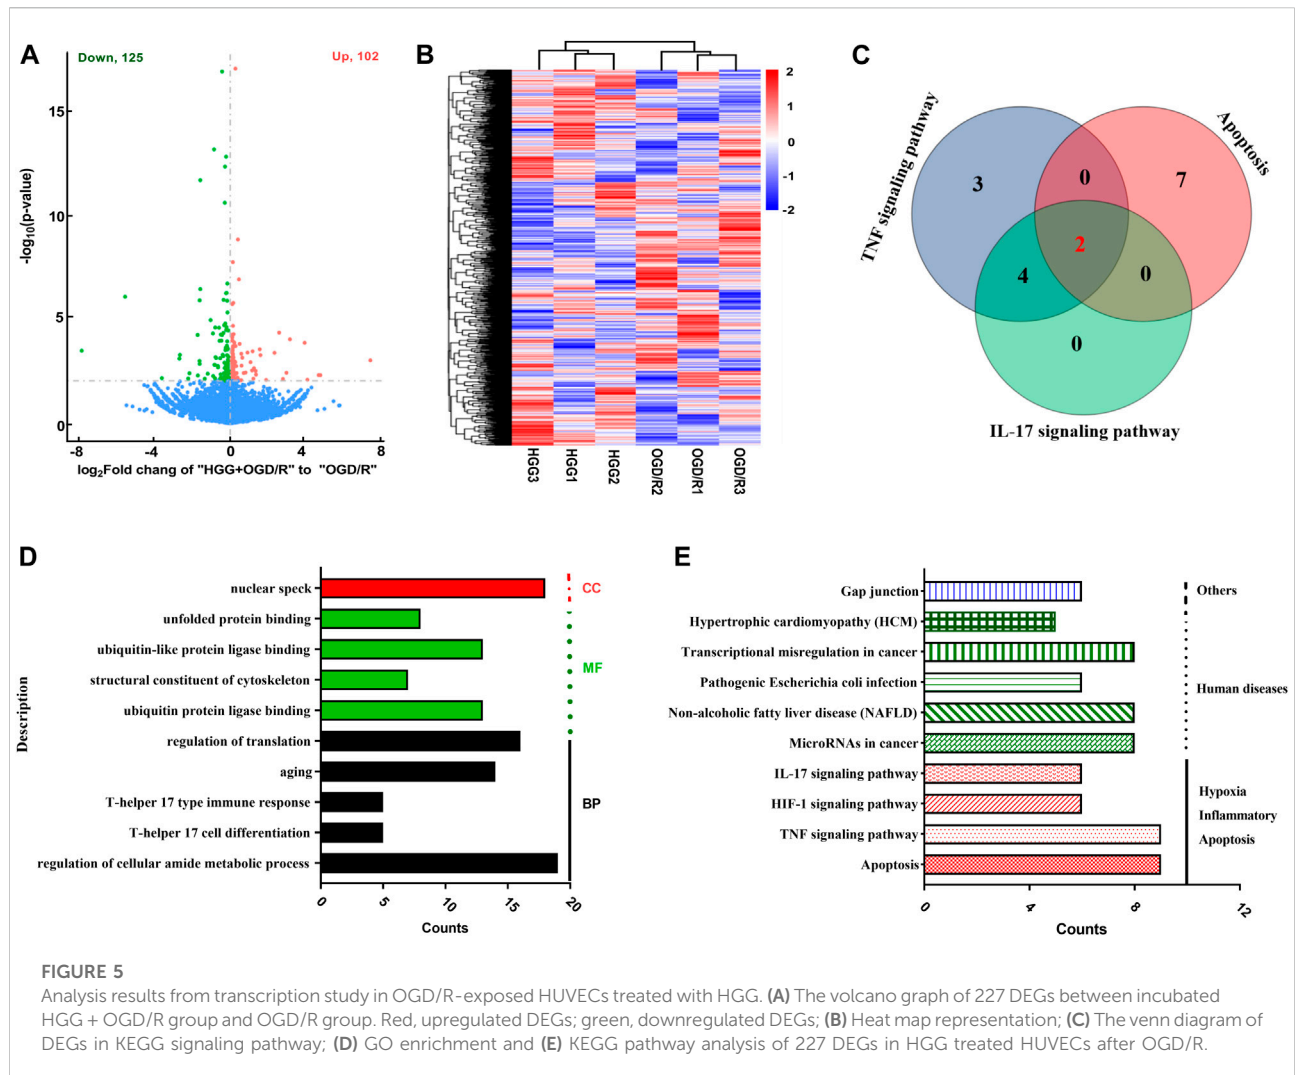 A
Down, 125
Up, 102
-log10(p-value)
15
10
5
0
-8
-4
0
4
8
log2Fold chang of "HGG+OGD/R" to "OGD/R"
B
2
1
0
-1
-2
HGG3
HGG1
HGG2
OGD/R2
OGD/R1
OGD/R3
C
TNF signaling pathway
Apoptosis
3
0
7
2
4
0
0
IL-17 signaling pathway
D
Description
nuclear speck
unfolded protein binding
ubiquitin-like protein ligase binding
structural constituent of cytoskeleton
ubiquitin protein ligase binding
regulation of translation
aging
T-helper 17 type immune response
T-helper 17 cell differentiation
regulation of cellular amide metabolic process
CC
MF
BP
0
5
10
15
20
Counts
E
Gap junction
Hypertrophic cardiomyopathy (HCM)
Transcriptional misregulation in cancer
Pathogenic Escherichia coli infection
Non-alcoholic fatty liver disease (NAFLD)
MicroRNAs in cancer
IL-17 signaling pathway
HIF-1 signaling pathway
TNF signaling pathway
Apoptosis
Others
Human diseases
Hypoxia
Inflammatory
Apoptosis
0
4
8
12
Counts
FIGURE 5
Analysis results from transcription study in OGD/R-exposed HUVECs treated with HGG. (A) The volcano graph of 227 DEGs between incubated
HGG + OGD/R group and OGD/R group. Red, upregulated DEGs; green, downregulated DEGs; (B) Heat map representation; (C) The venn diagram of
DEGs in KEGG signaling pathway; (D) GO enrichment and (E) KEGG pathway analysis of 227 DEGs in HGG treated HUVECs after OGD/R.